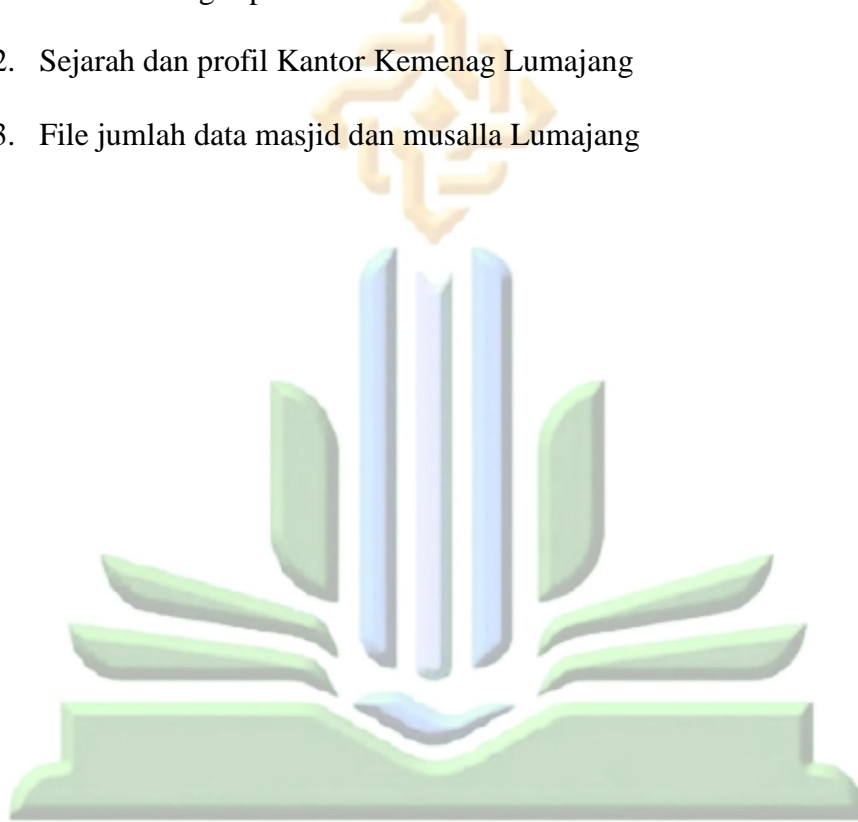 2. Sejarah dan profil Kantor Kemenag Lumajang
3. File jumlah data masjid dan musalla Lumajang